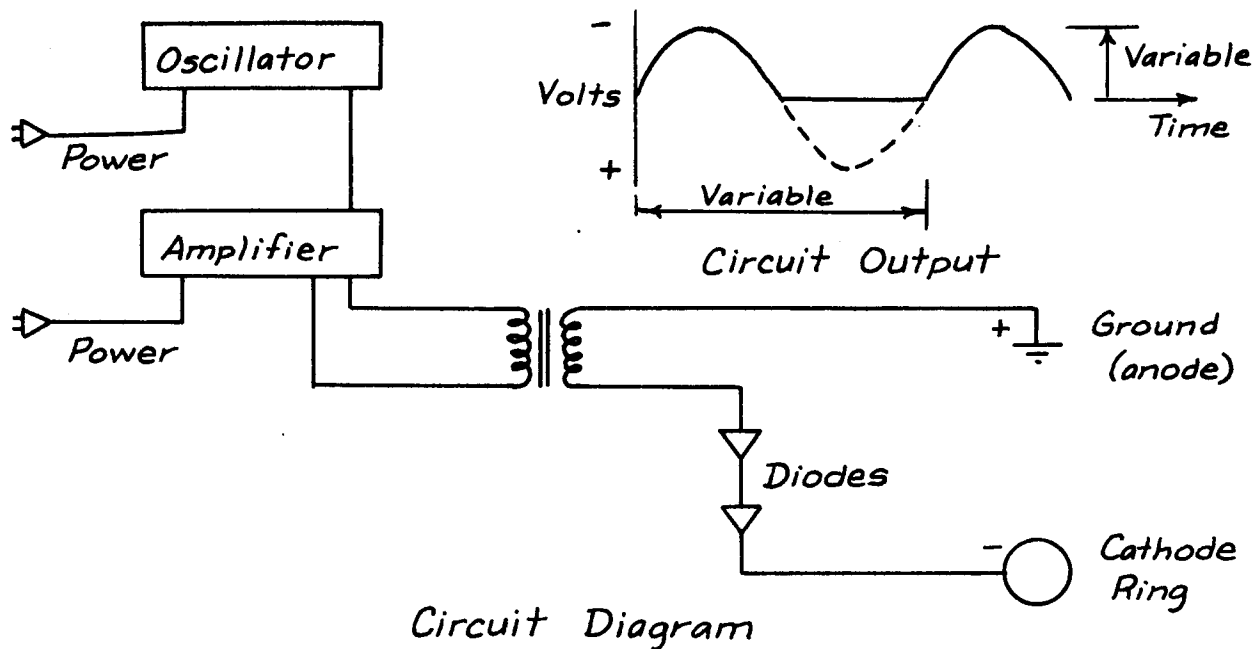 Oscillator
Power
Amplifier
Power
-
Volts
+
Variable
Variable
Time
Circuit Output
+
Ground
(anode)
Diodes
-
Cathode
Ring
Circuit Diagram